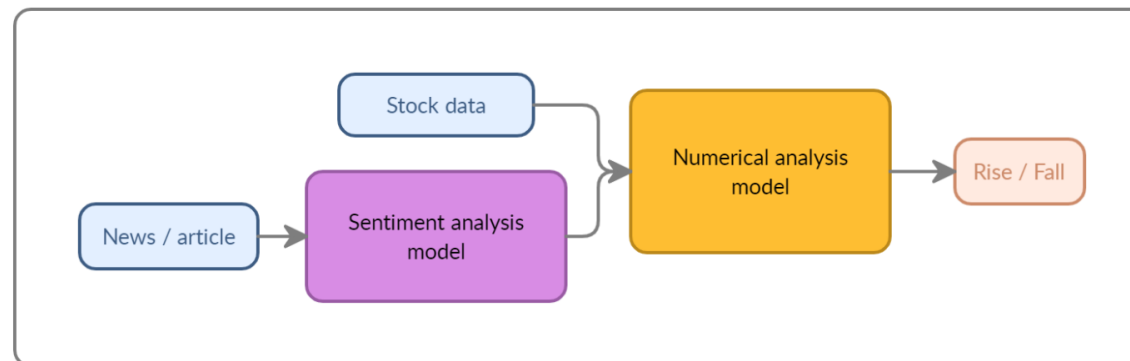 Stock data
Numerical analysis
model
Rise / Fall
News / article
Sentiment analysis
model